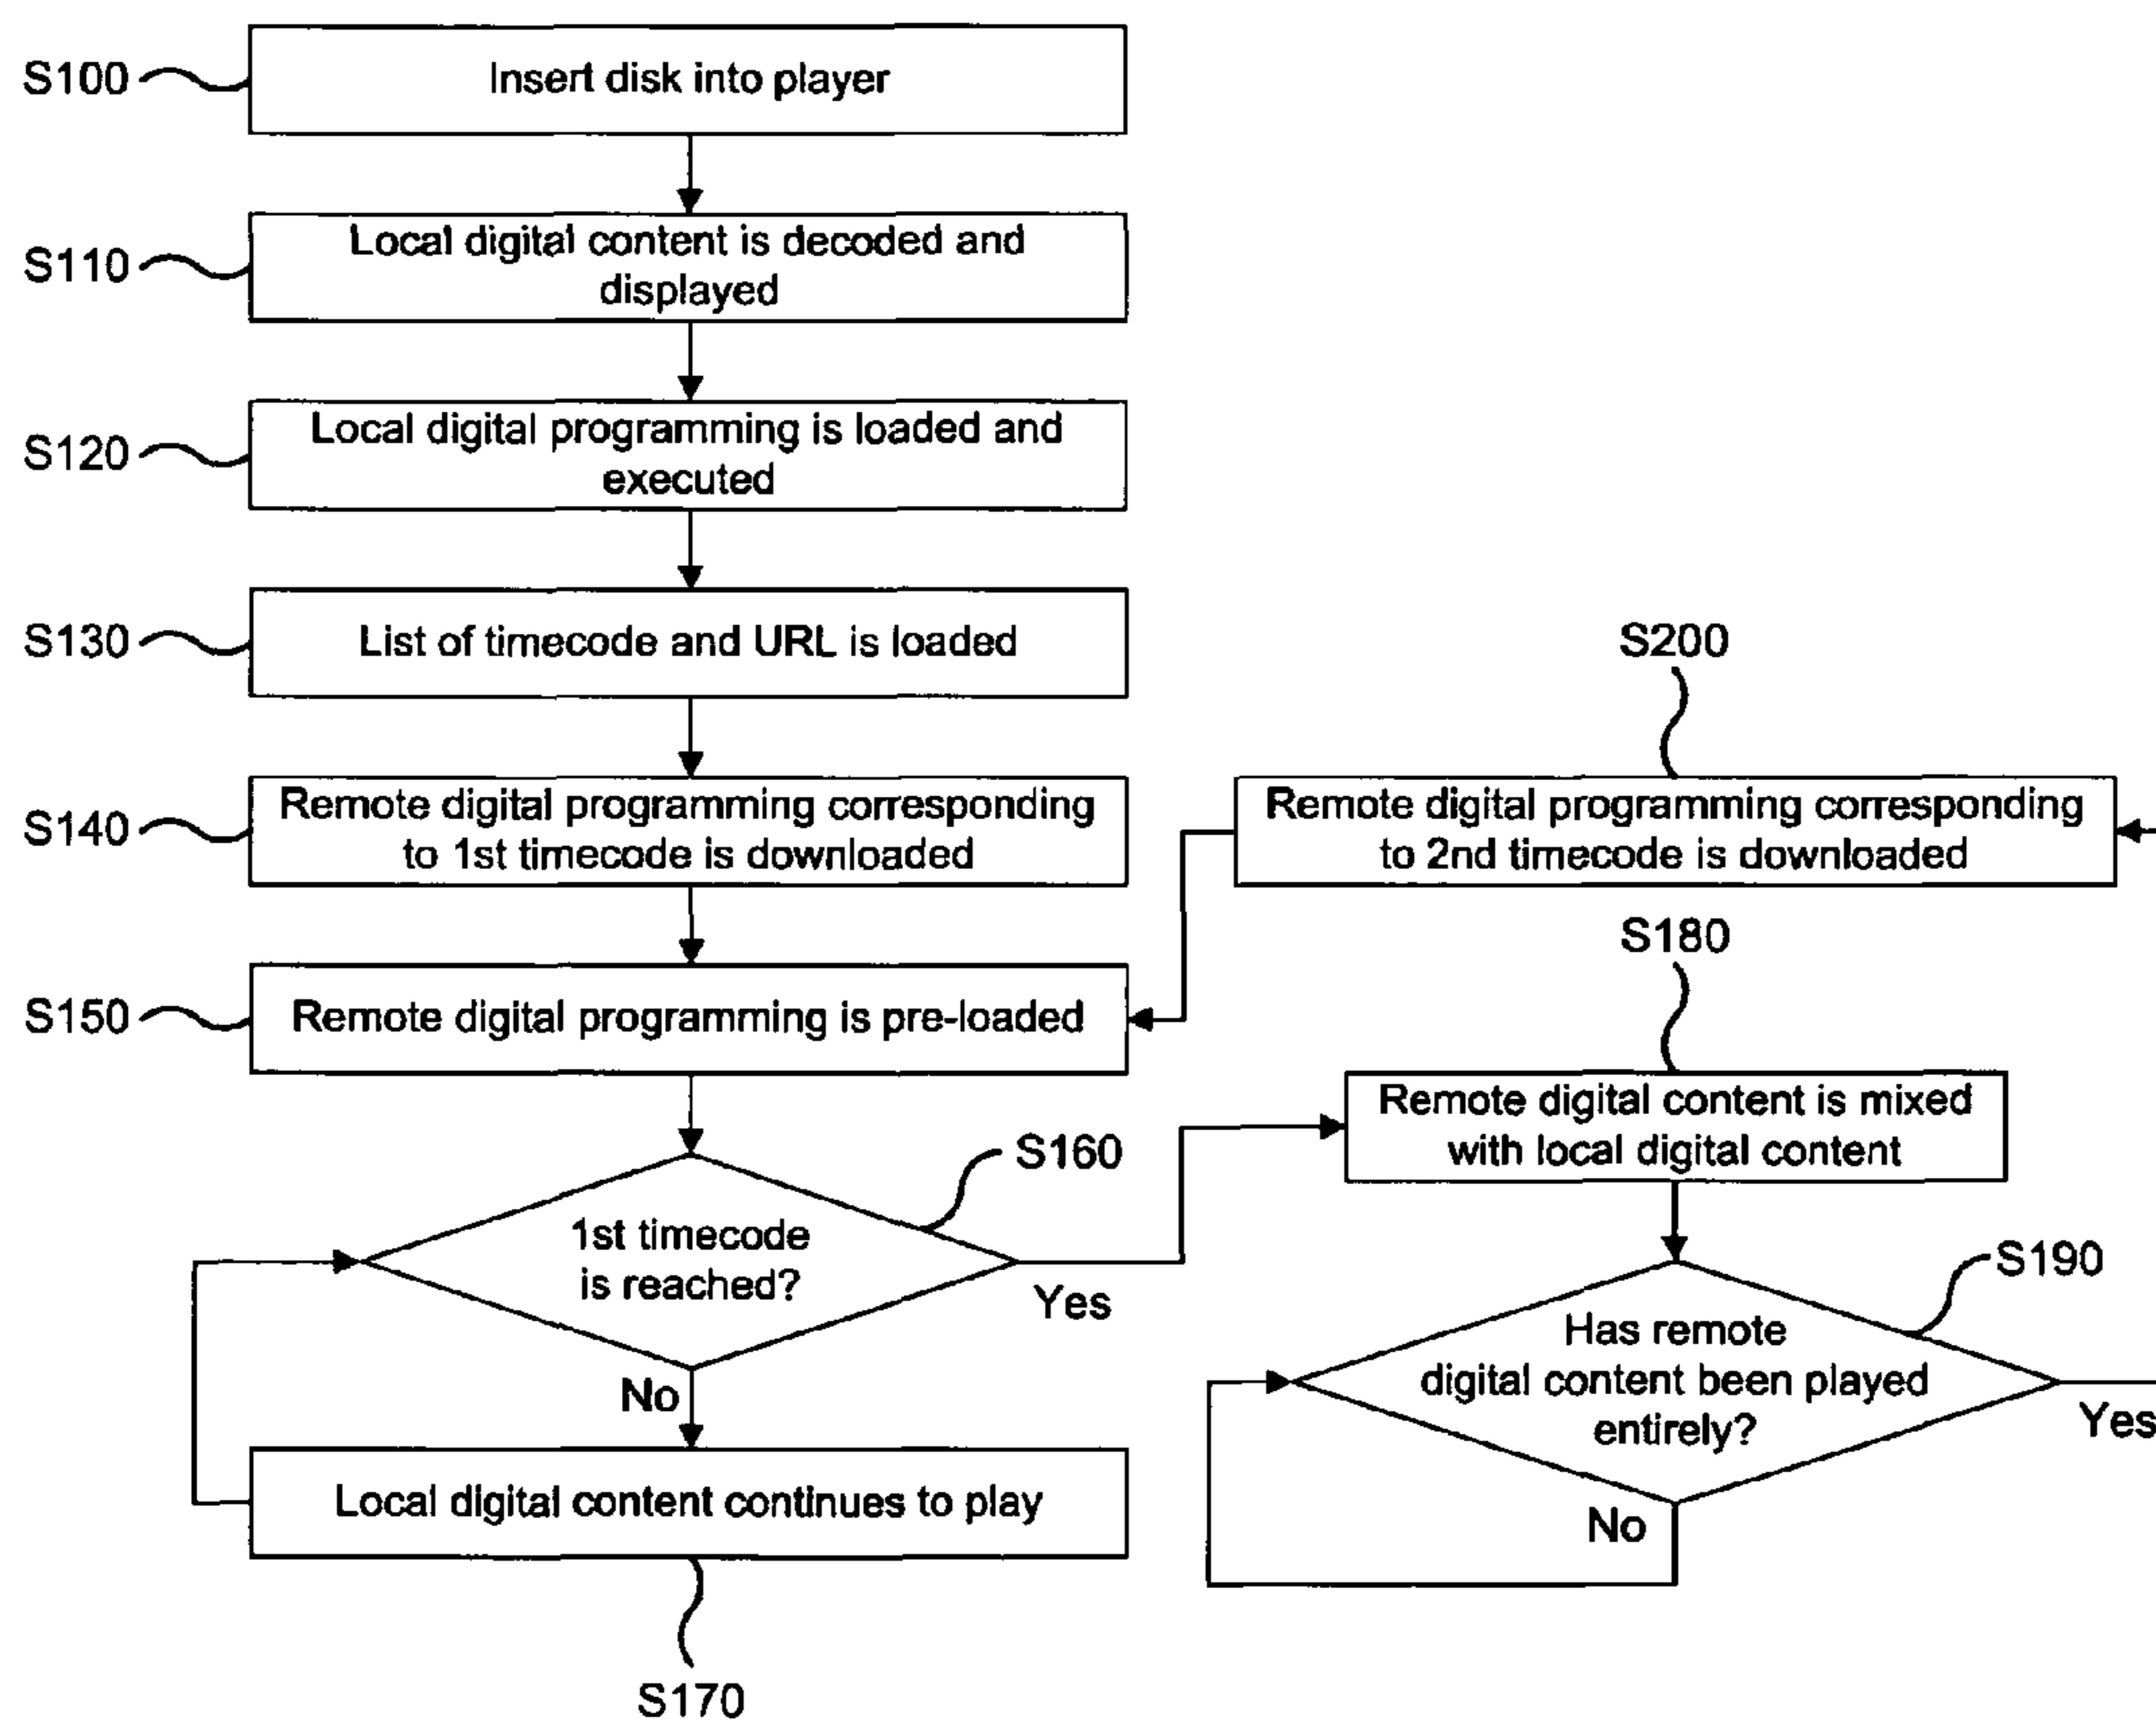 S100
Insert disk into player
S110
Local digital content is decoded and
displayed
S120
Local digital programming is loaded and
executed
S130
List of timecode and URL is loaded
S140
Remote digital programming corresponding
to 1st timecode is downloaded
S150
Remote digital programming is pre-loaded
S160
1st timecode
is reached?
Yes
No
Local digital content continues to play
S170
S200
Remote digital programming corresponding
to 2nd timecode is downloaded
S180
Remote digital content is mixed
with local digital content
S190
Has remote
digital content been played
entirely?
Yes
No